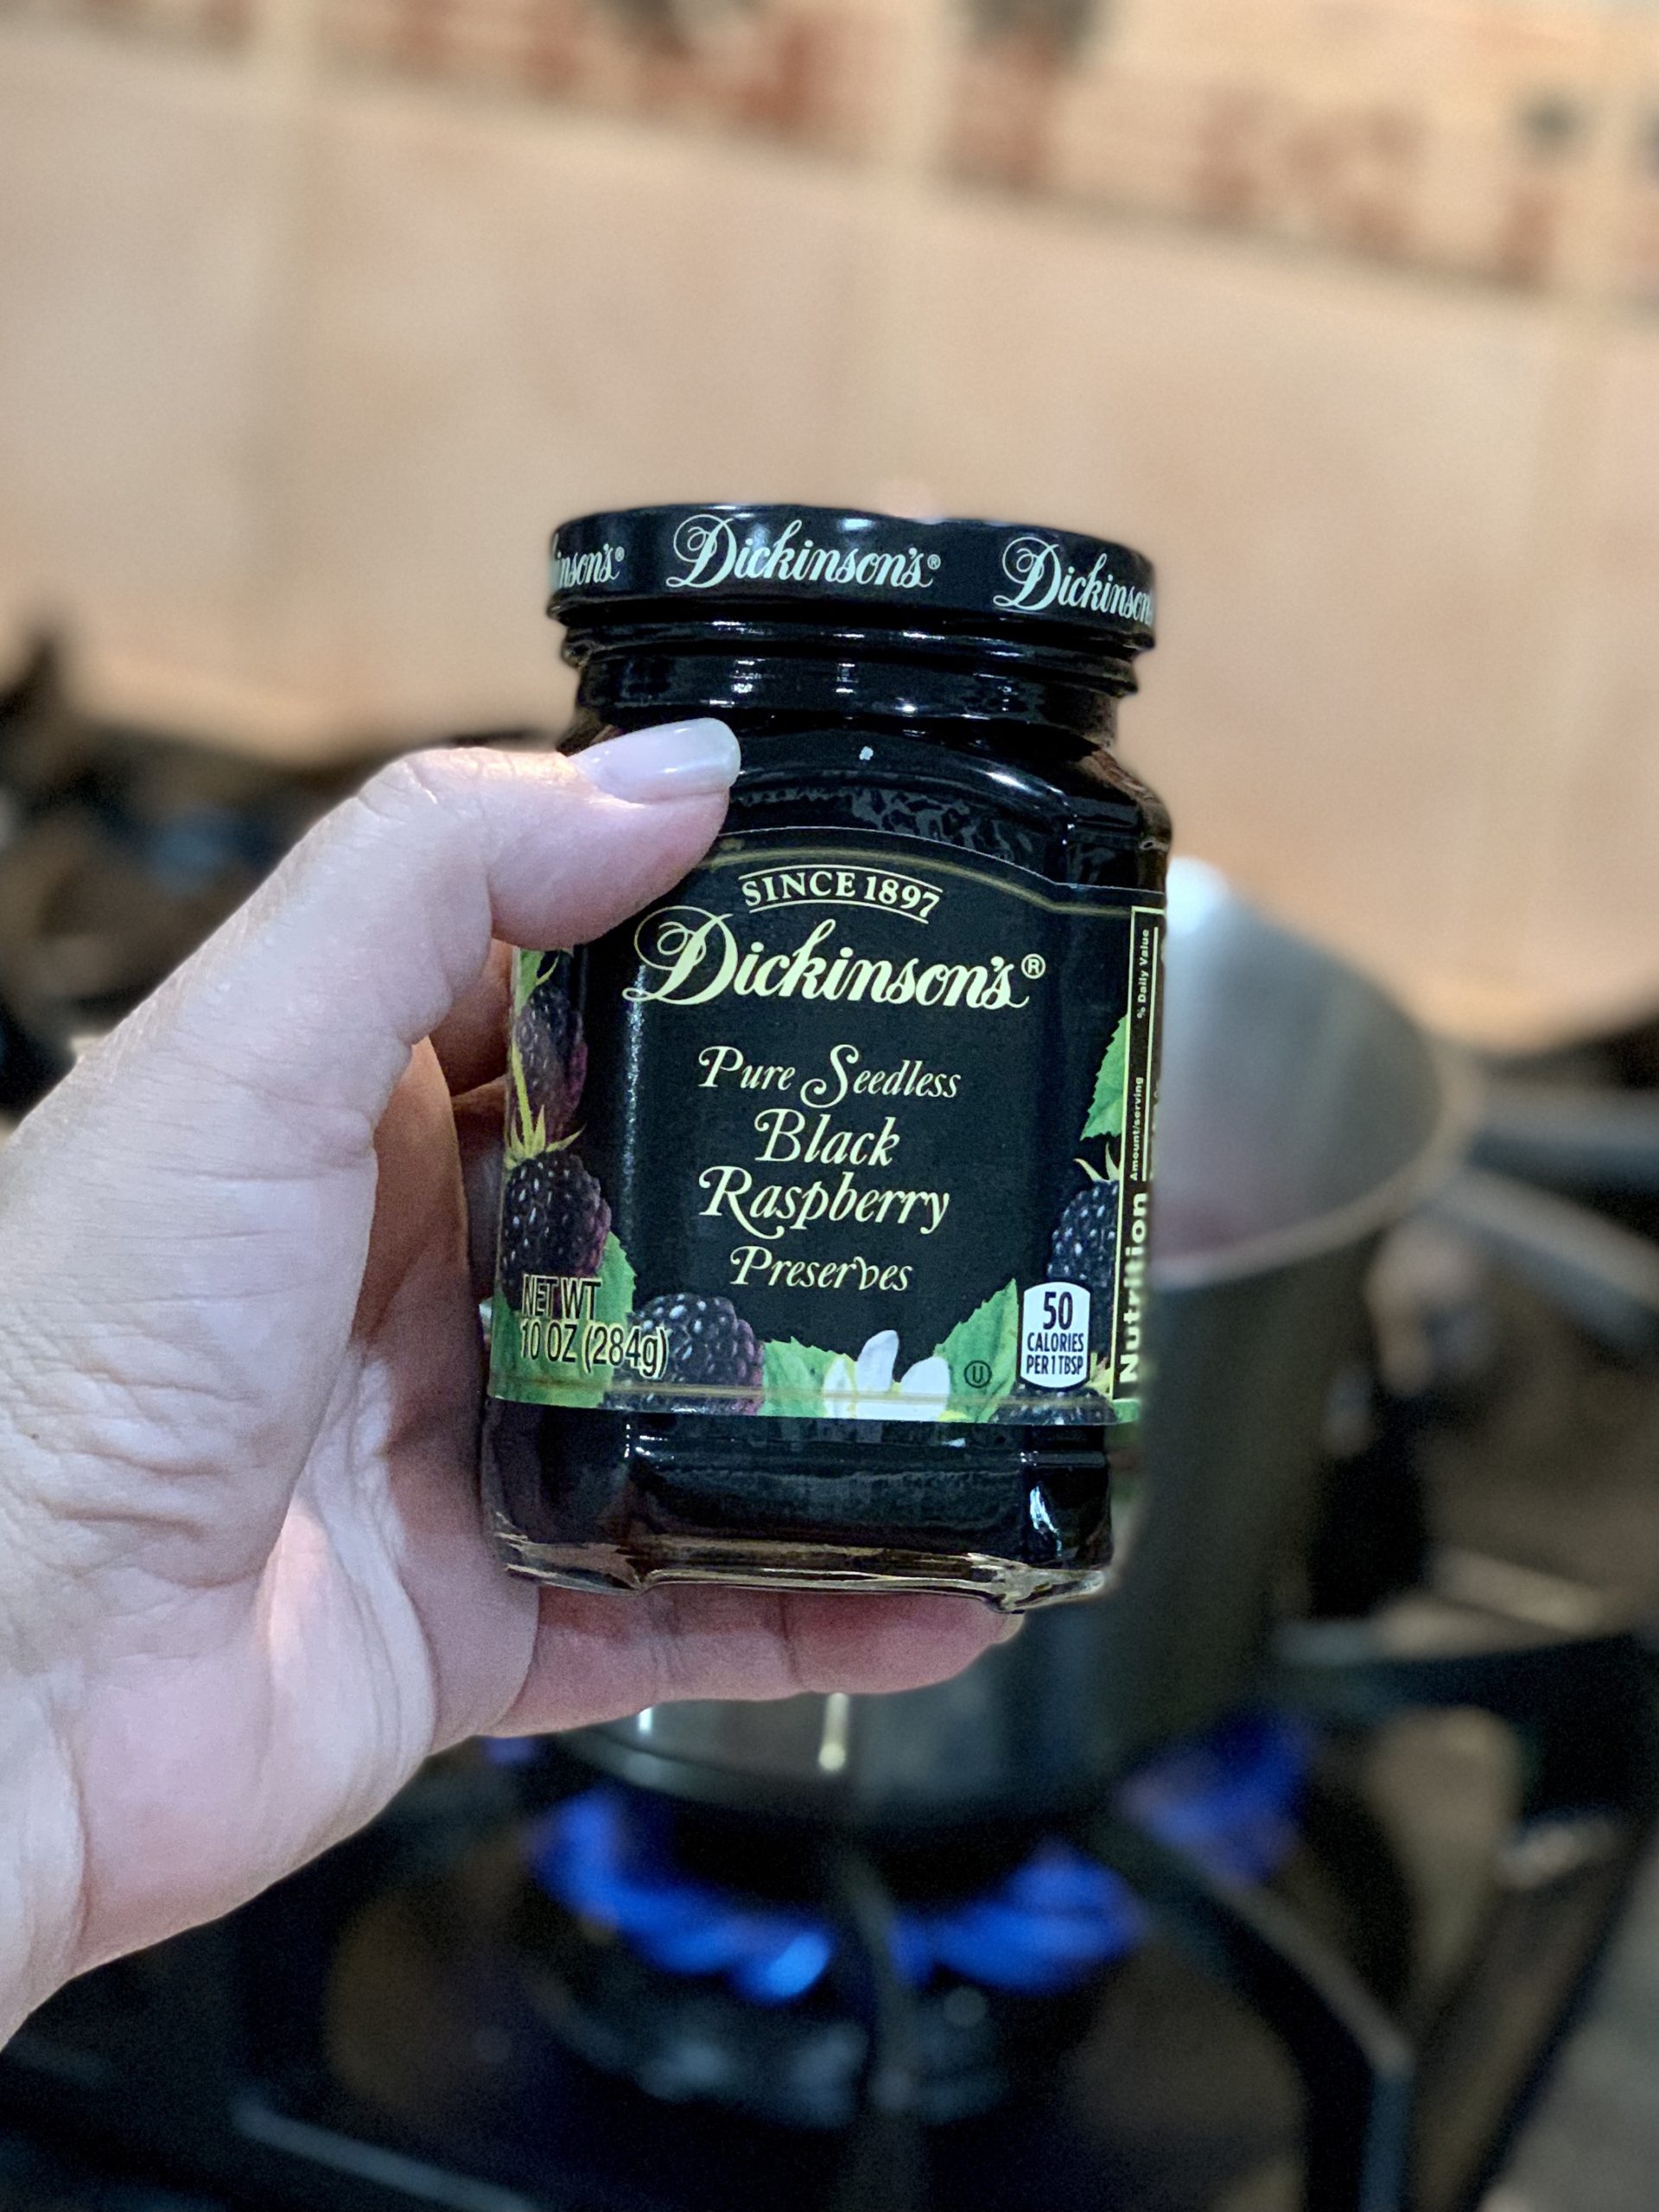 inson's®
Dickinson's®
Dickinson
SINCE 1897
Dickinson's®
Pure Seedless
Black
Raspberry
Preserves
NET WT
10 OZ (284g)
U
50
CALORIES
PER 1 TBSP
Nutrition
Amount/serving
% Daily Value